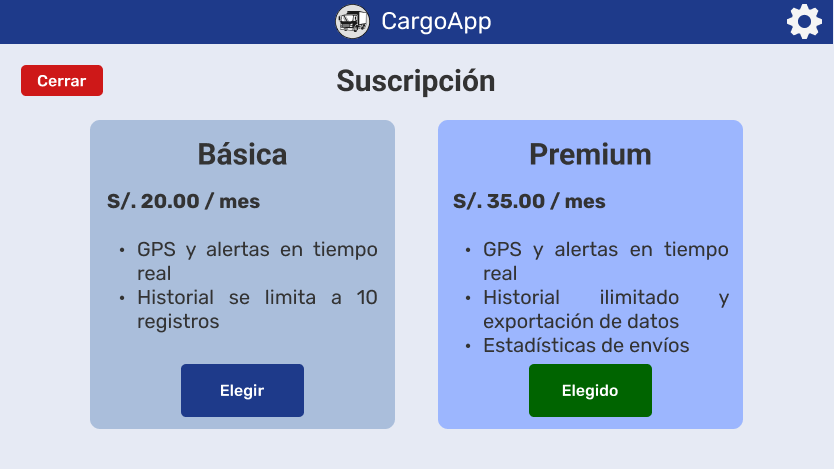 CargoApp
Cerrar
Suscripción
Básica
S/. 20.00 / mes
• GPS y alertas en tiempo
real
• Historial se limita a 10
registros
Elegir
Premium
S/. 35.00 / mes
• GPS y alertas en tiempo
real
• Historial ilimitado y
exportación de datos
• Estadísticas de envíos
Elegido